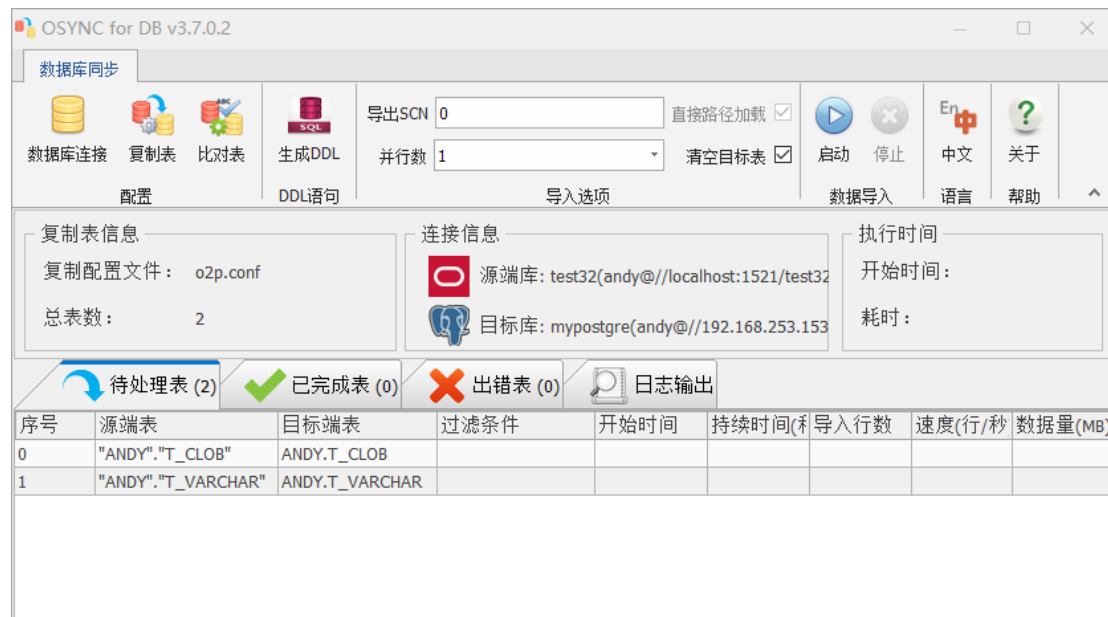 OSYNC for DB v3.7.0.2
数据库同步
导出SCN 0 直接路径加载
数据库连接 复制表 比对表 生成DDL 并行数 1 清空目标表 启动 停止 中文 关于
SQL
ABC
En
中
配置 DDL语句 导入选项 数据导入 语言 帮助
复制表信息 连接信息 执行时间
复制配置文件： o2p.conf 源端库: test32(andy@//localhost:1521/test32 开始时间：
总表数： 2 目标库: mypostgre(andy@//192.168.253.153 耗时：
待处理表 (2) 已完成表 (0) 出错表 (0) 日志输出
序号 源端表 目标端表 过滤条件 开始时间 持续时间( 导入行数 速度(行/秒 数据量(MB)
0 "ANDY"."T_CLOB" ANDY.T_CLOB
1 "ANDY"."T_VARCHAR" ANDY.T_VARCHAR